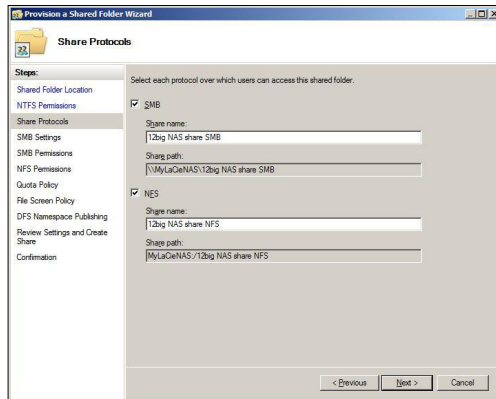 Provision a Shared Folder Wizard
Share Protocols
Steps:
Shared Folder Location
NTFS Permissions
Share Protocols
SMB Settings
SMB Permissions
NFS Permissions
Quota Policy
File Screen Policy
DFS Namespace Publishing
Review Settings and Create
Share
Confirmation
Select each protocol over which users can access this shared folder.
SMB
Share name:
12big NAS share SMB
Share path:
\\MyLaCieNAS\12big NAS share SMB
NFS
Share name:
12big NAS share NFS
Share path:
MyLaCieNAS:/12big NAS share NFS
< Previous
Next >
Cancel